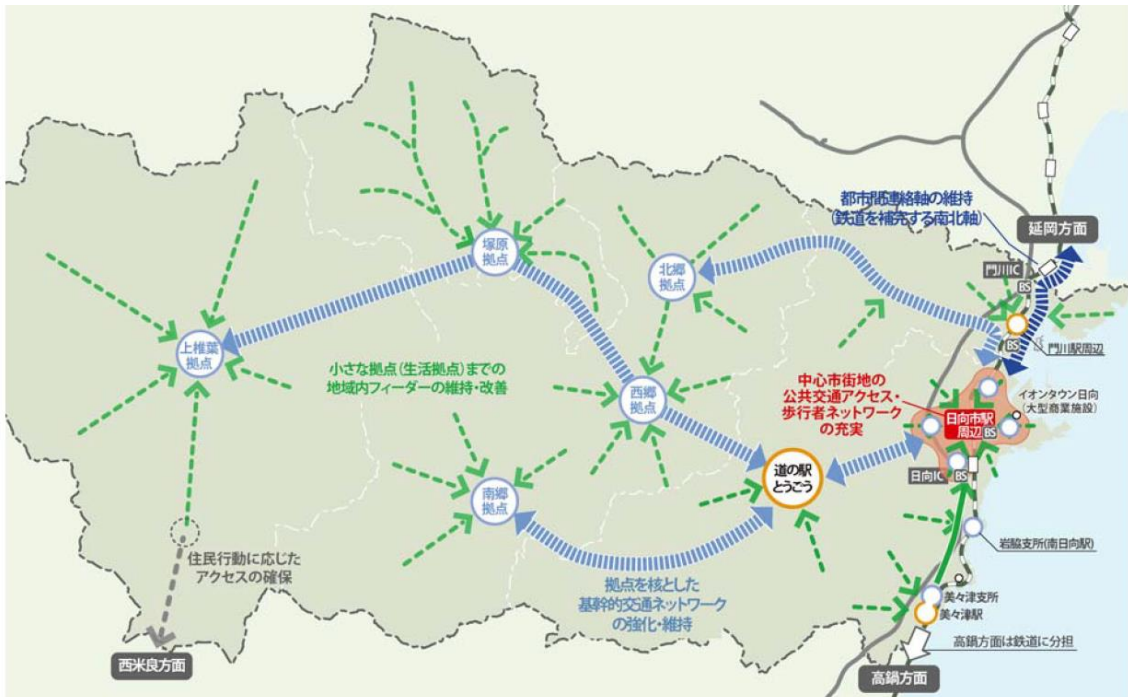 都市間連絡軸の維持
(鉄道を補完する南北軸)
延岡方面
門川IC
BS
塚原
拠点
北郷
拠点
BS
門川駅周辺
上椎葉
拠点
小さな拠点(生活拠点)までの
地域内フィーダーの維持・改善
西郷
拠点
中心市街地の
公共交通アクセス・
歩行者ネットワーク
の充実
イオンタウン日向
(大型商業施設)
日向市駅
周辺
BS
日向IC
BS
道の駅
とうごう
南郷
拠点
住民行動に応じた
アクセスの確保
岩脇支所(南日向駅)
拠点を核とした
基幹的交通ネットワーク
の強化・維持
美々津支所
美々津駅
高鍋方面は鉄道に分担
西米良方面
高鍋方面